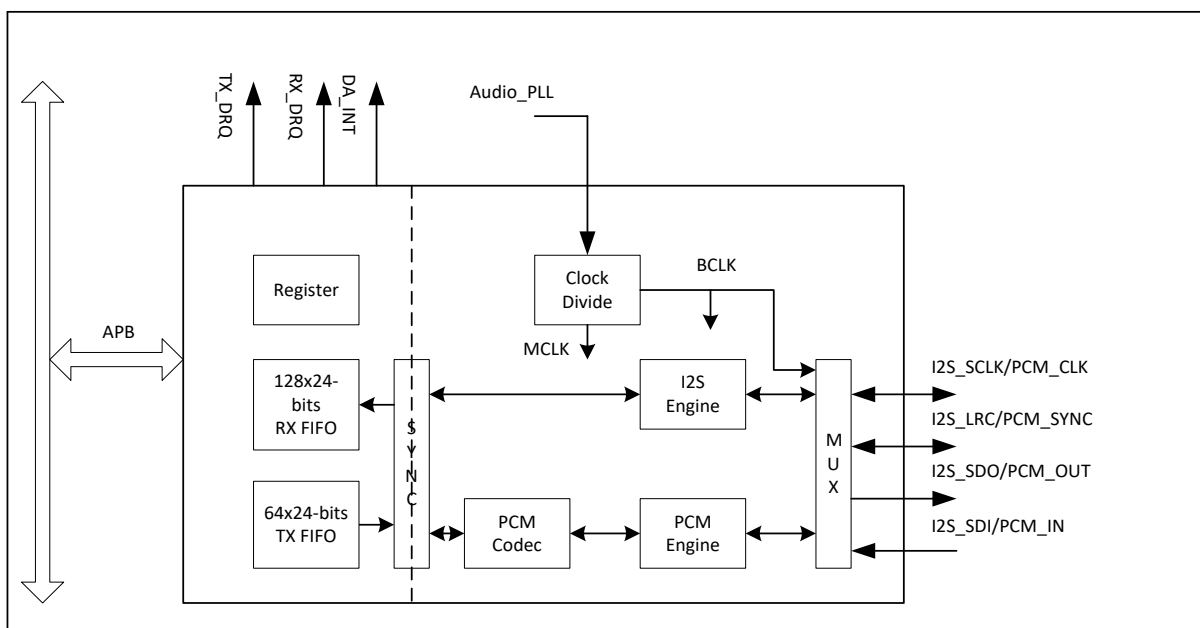 TX_DRQ
RX_DRQ
DA_INT
Audio_PLL
Register
Clock
Divide
BCLK
APB
MCLK
128x24-
bits
RX FIFO
S
Y
N
C
I2S
Engine
M
U
X
I2S_SCLK/PCM_CLK
I2S_LRC/PCM_SYNC
I2S_SDO/PCM_OUT
I2S_SDI/PCM_IN
64x24-bits
TX FIFO
PCM
Codec
PCM
Engine